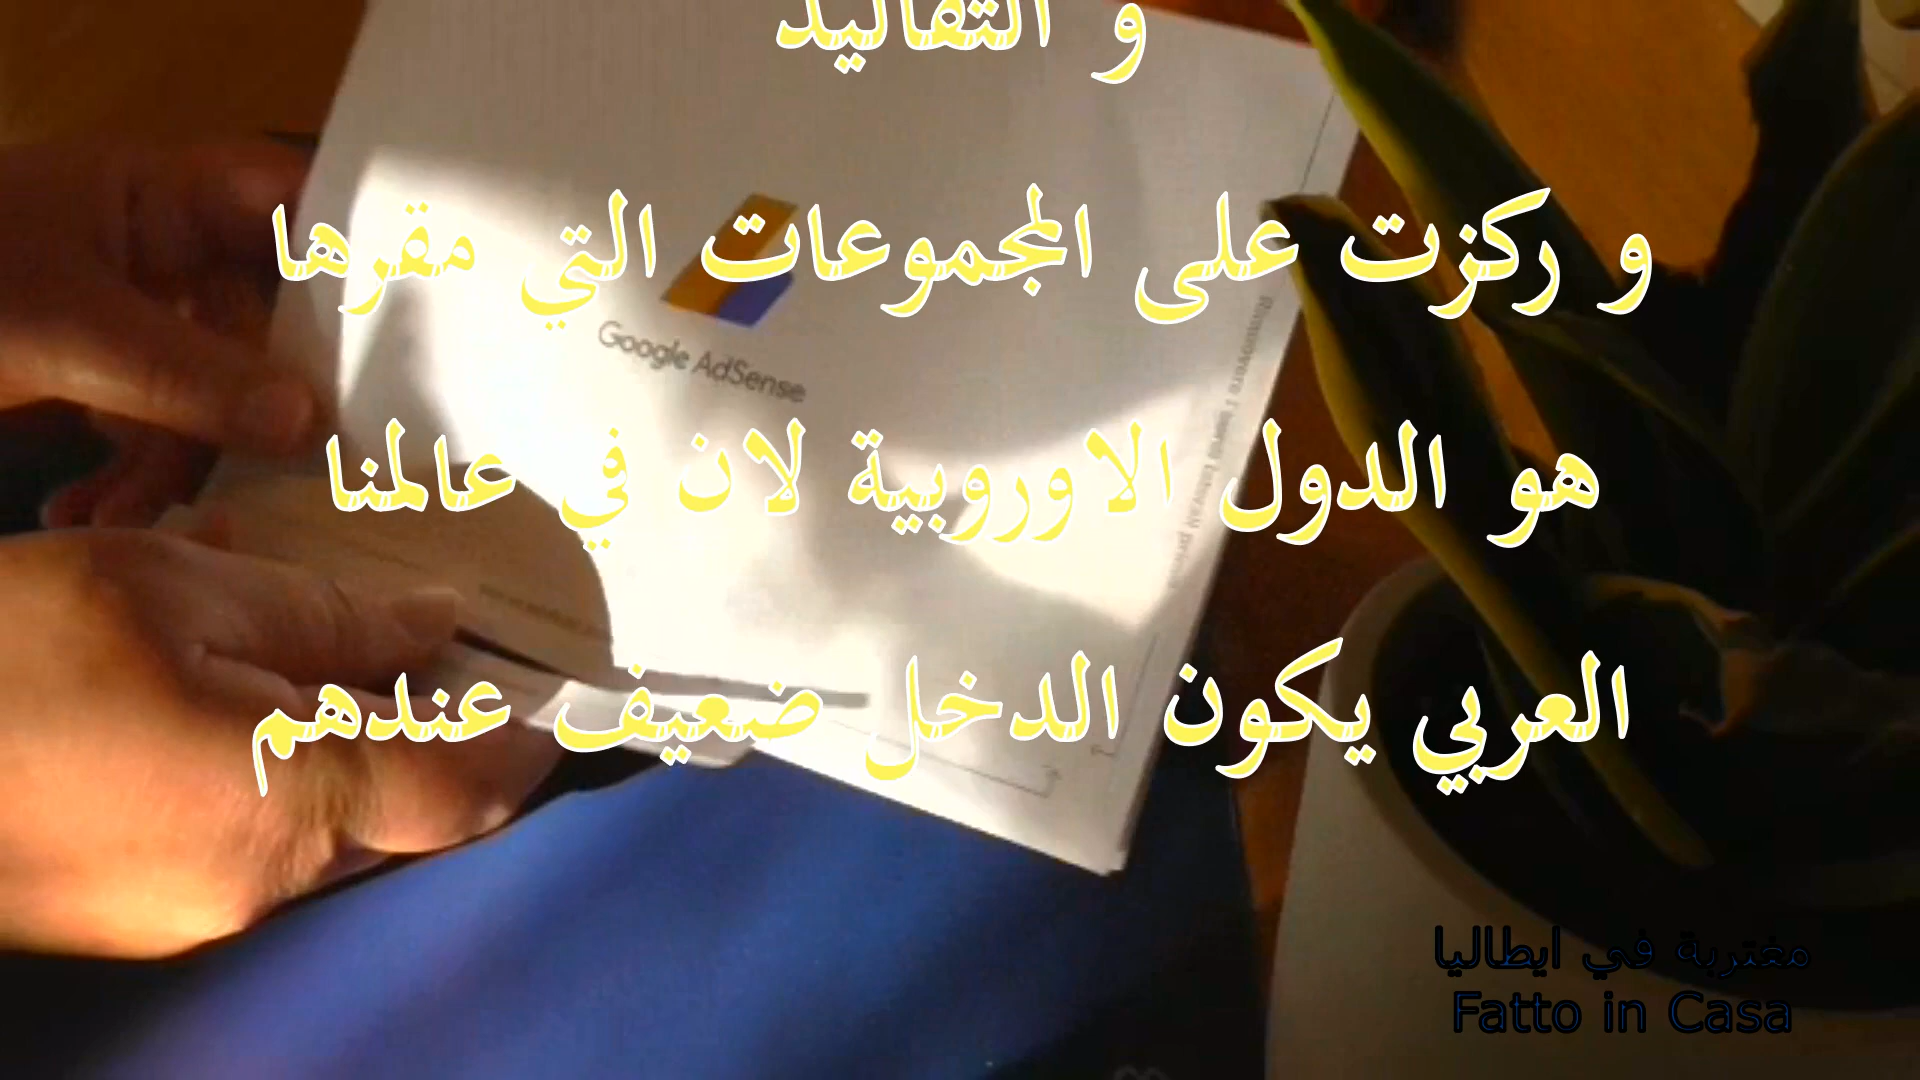 و التقاليد
و ركزت على المجموعات التي مقرها
Google AdSense
هو الدول الاوروبية لان في عالمنا
العربي يكون الدخل ضعيف عندهم
مغتربة في ايطاليا
Fatto in Casa